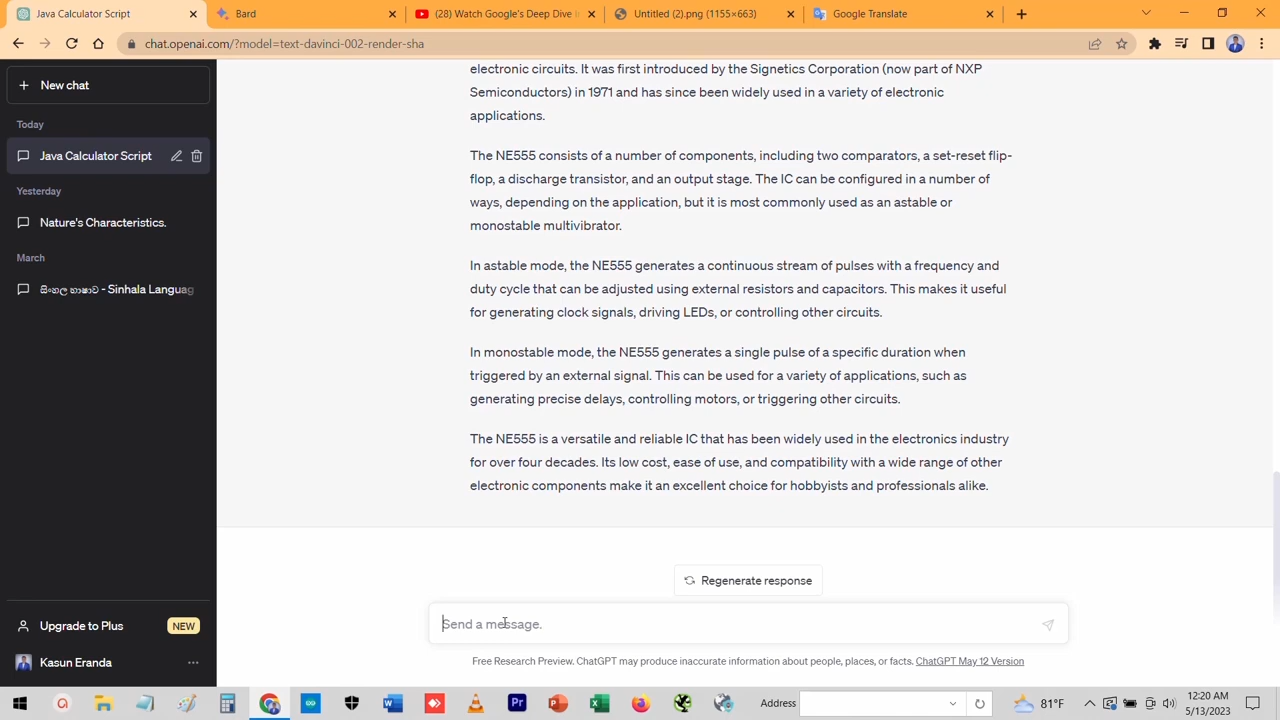 Java Calculator Script
Bard
(28) Watch Google's Deep Dive i
Untitled (2).png (1155×663)
Google Translate
chat.openai.com/?model=text-davinci-002-render-sha
New chat
Today
Java Calculator Script
Yesterday
Nature's Characteristics.
March
සිංහල භාෂාව - Sinhala Languag
electronic circuits. It was first introduced by the Signetics Corporation (now part of NXP
Semiconductors) in 1971 and has since been widely used in a variety of electronic
applications.
The NE555 consists of a number of components, including two comparators, a set-reset flip-
flop, a discharge transistor, and an output stage. The IC can be configured in a number of
ways, depending on the application, but it is most commonly used as an astable or
monostable multivibrator.
In astable mode, the NE555 generates a continuous stream of pulses with a frequency and
duty cycle that can be adjusted using external resistors and capacitors. This makes it useful
for generating clock signals, driving LEDs, or controlling other circuits.
In monostable mode, the NE555 generates a single pulse of a specific duration when
triggered by an external signal. This can be used for a variety of applications, such as
generating precise delays, controlling motors, or triggering other circuits.
The NE555 is a versatile and reliable IC that has been widely used in the electronics industry
for over four decades. Its low cost, ease of use, and compatibility with a wide range of other
electronic components make it an excellent choice for hobbyists and professionals alike.
Regenerate response
Send a message.
Free Research Preview. ChatGPT may produce inaccurate information about people, places, or facts. ChatGPT May 12 Version
Upgrade to Plus
NEW
Kasun Eranda
Address
81°F
12:20 AM
5/13/2023